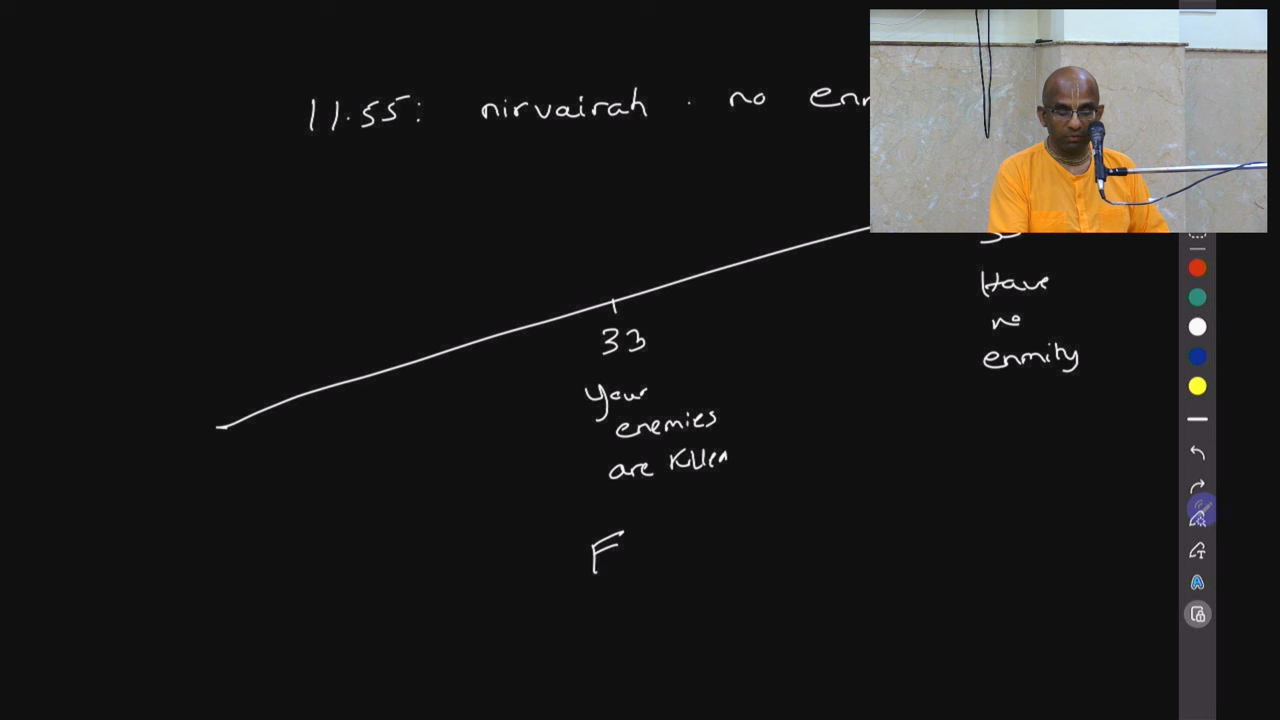 11.55: nirvairah . no
33
Your
enemies
are killed
Have
no
enmity
F